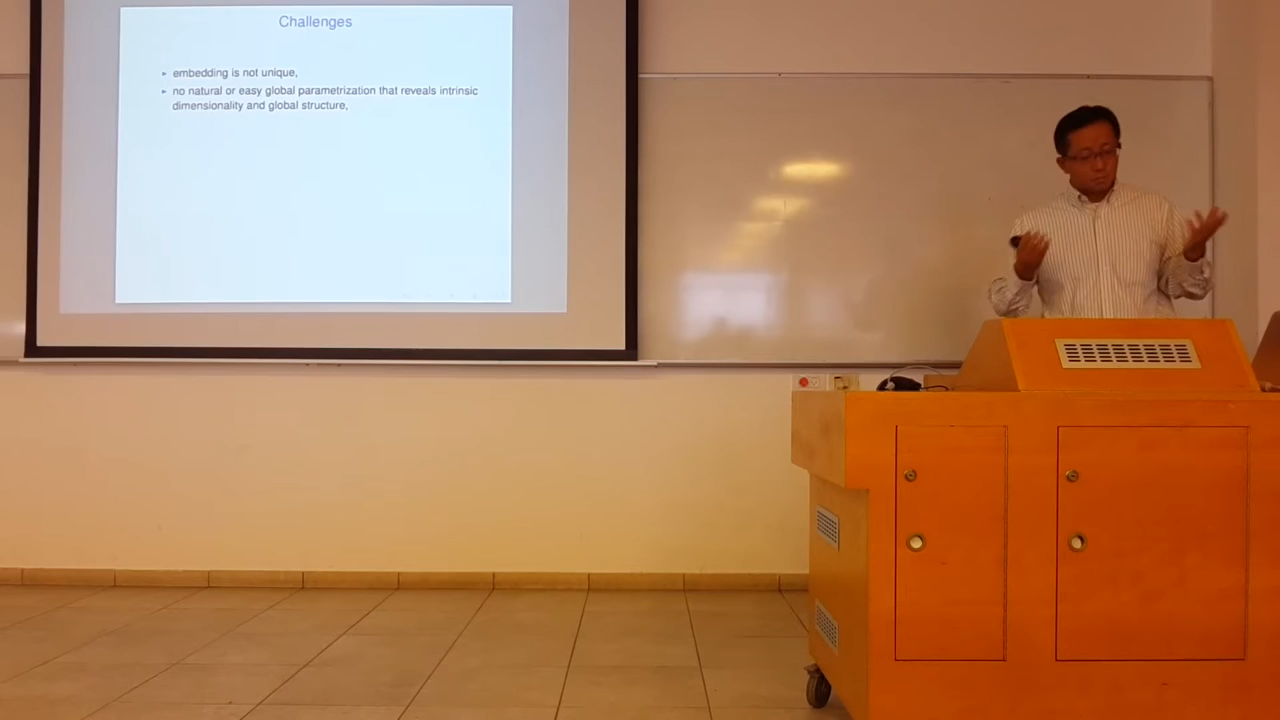 Challenges
embedding is not unique,
no natural or easy global parametrization that reveals intrinsic
dimensionality and global structure,